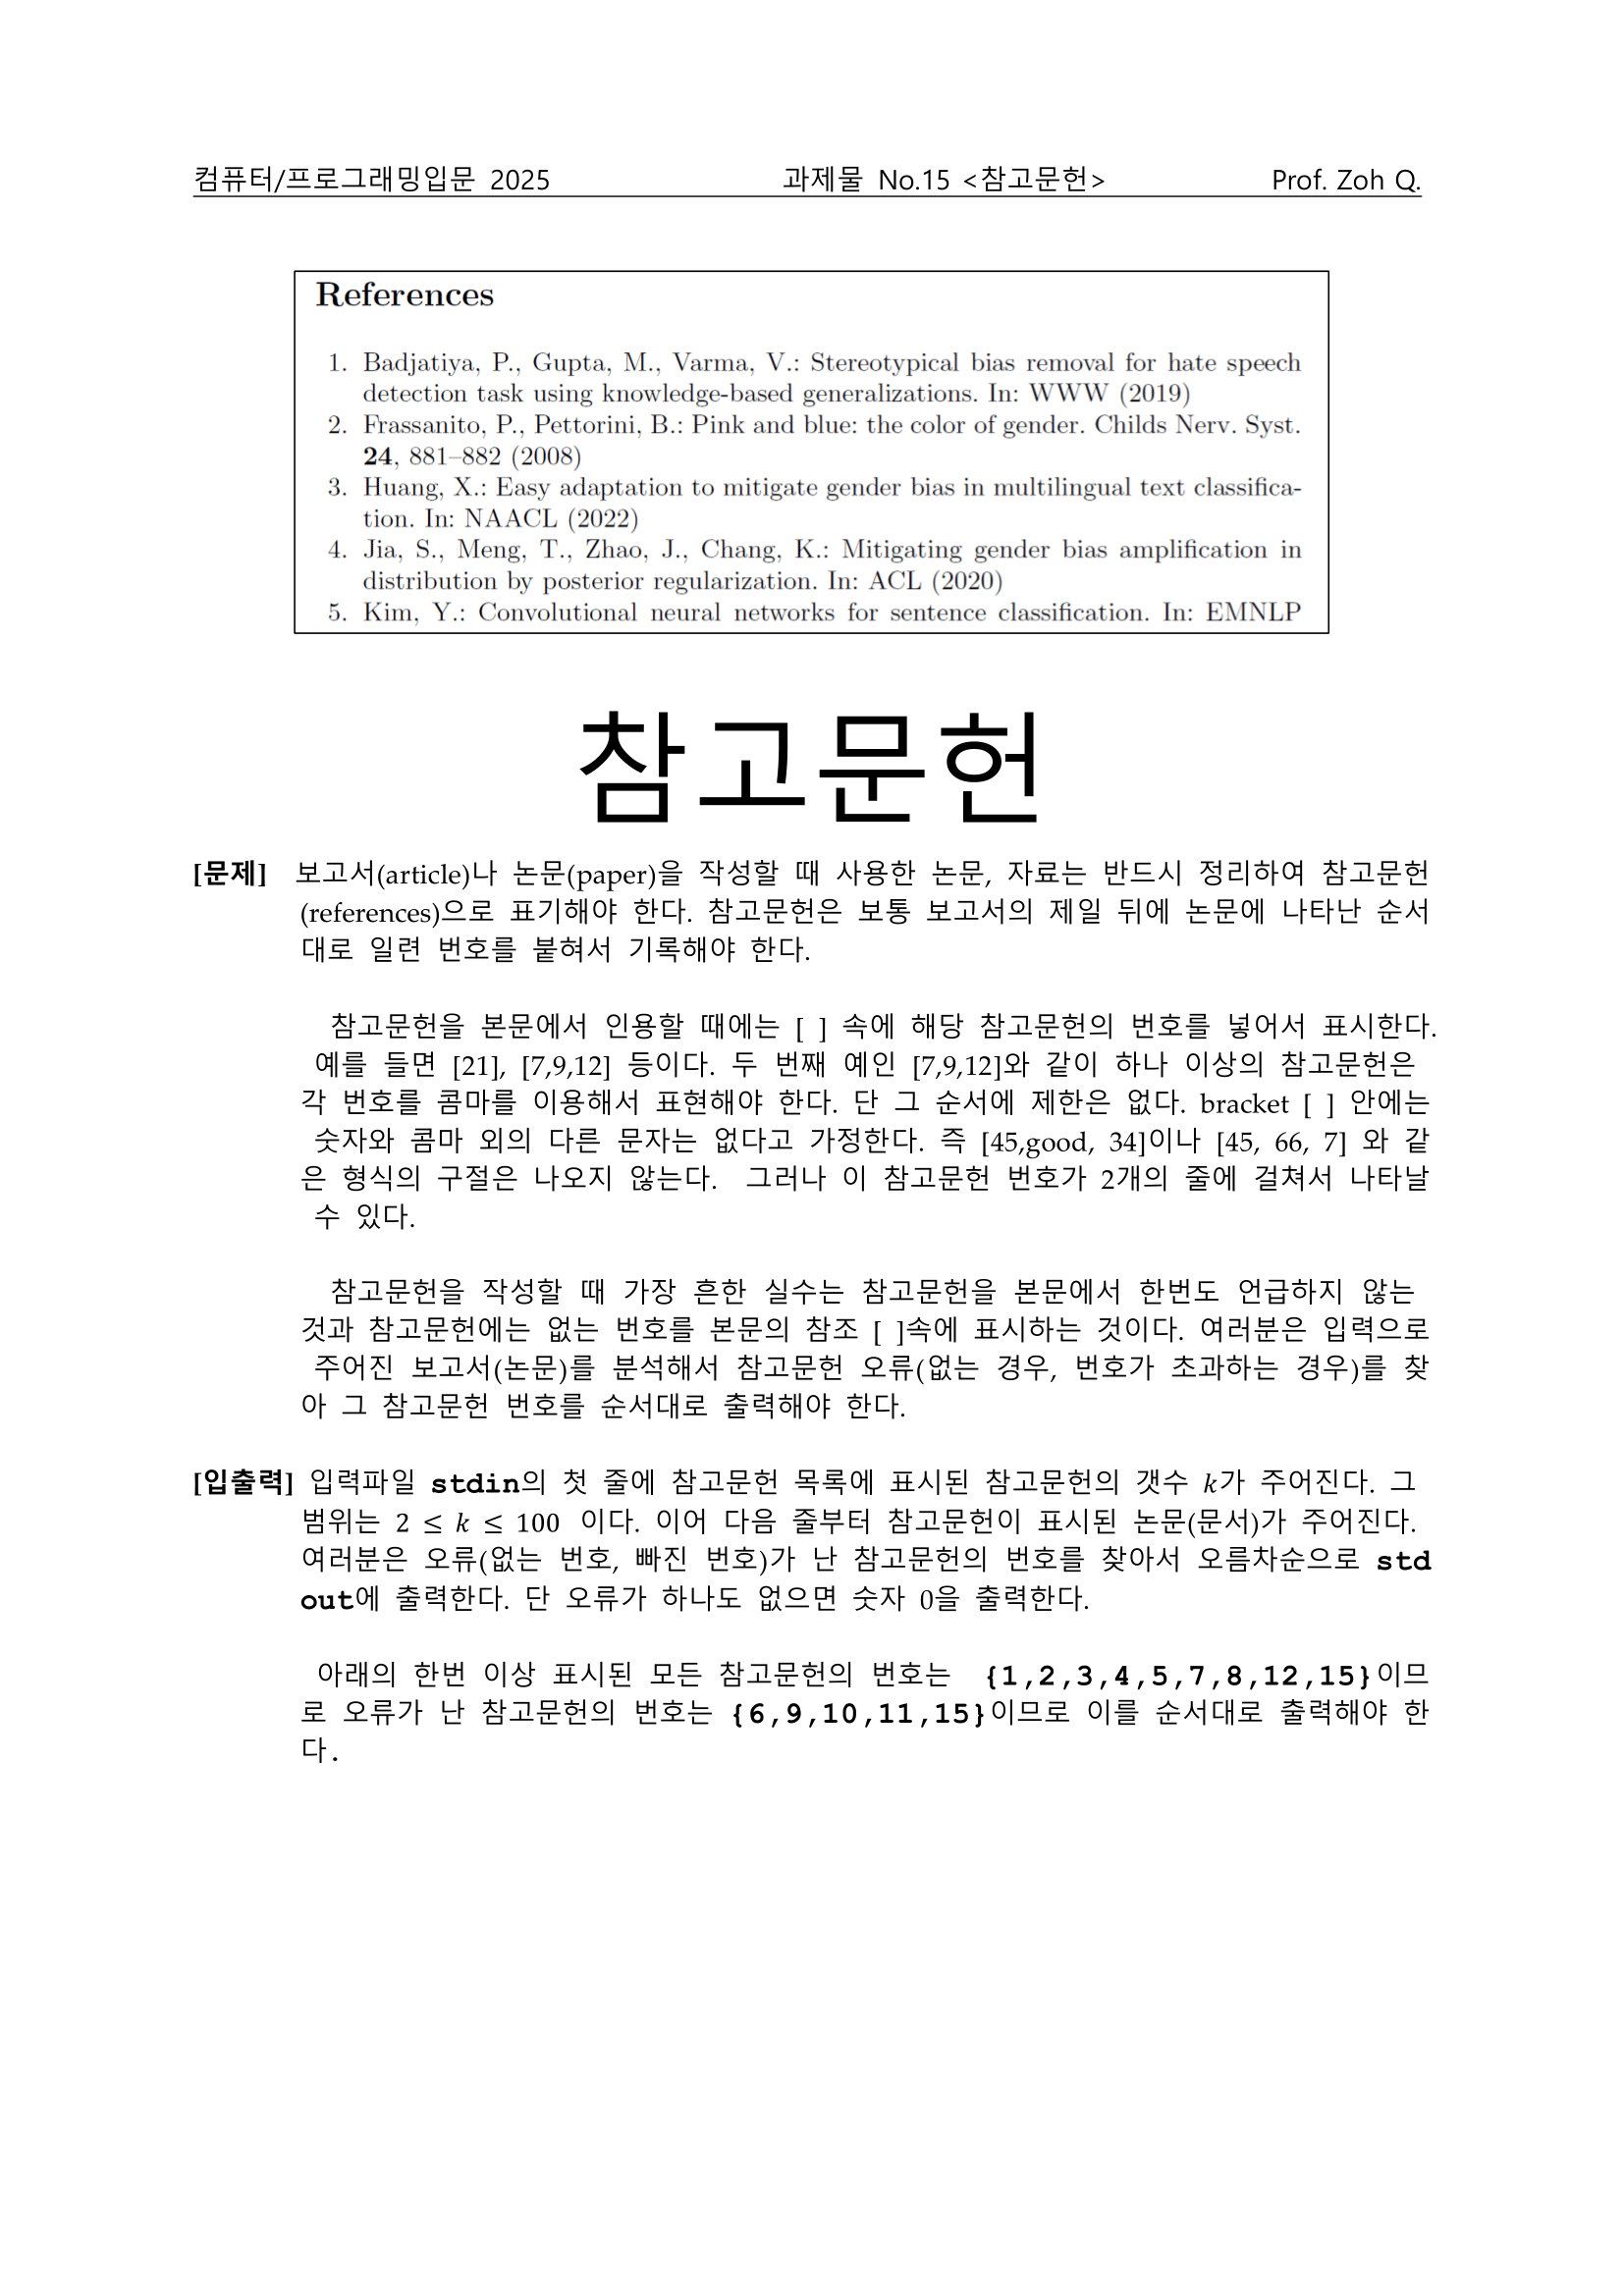 컴퓨터/프로그래밍입문 2025 과제물 No.15 <참고문헌> Prof. Zoh Q.
References
1. Badjatiya, P., Gupta, M., Varma, V.: Stereotypical bias removal for hate speech
detection task using knowledge-based generalizations. In: WWW (2019)
2. Frassanito, P., Pettorini, B.: Pink and blue: the color of gender. Childs Nerv. Syst.
24, 881–882 (2008)
3. Huang, X.: Easy adaptation to mitigate gender bias in multilingual text classifica-
tion. In: NAACL (2022)
4. Jia, S., Meng, T., Zhao, J., Chang, K.: Mitigating gender bias amplification in
distribution by posterior regularization. In: ACL (2020)
5. Kim, Y.: Convolutional neural networks for sentence classification. In: EMNLP
참고문헌
[문제] 보고서(article)나 논문(paper)을 작성할 때 사용한 논문, 자료는 반드시 정리하여 참고문헌
(references)으로 표기해야 한다. 참고문헌은 보통 보고서의 제일 뒤에 논문에 나타난 순서
대로 일련 번호를 붙혀서 기록해야 한다.
참고문헌을 본문에서 인용할 때에는 [ ] 속에 해당 참고문헌의 번호를 넣어서 표시한다.
예를 들면 [21], [7,9,12] 등이다. 두 번째 예인 [7,9,12]와 같이 하나 이상의 참고문헌은
각 번호를 콤마를 이용해서 표현해야 한다. 단 그 순서에 제한은 없다. bracket [ ] 안에는
숫자와 콤마 외의 다른 문자는 없다고 가정한다. 즉 [45,good, 34]이나 [45, 66, 7] 와 같
은 형식의 구절은 나오지 않는다. 그러나 이 참고문헌 번호가 2개의 줄에 걸쳐서 나타날
수 있다.
참고문헌을 작성할 때 가장 흔한 실수는 참고문헌을 본문에서 한번도 언급하지 않는
것과 참고문헌에는 없는 번호를 본문의 참조 [ ]속에 표시하는 것이다. 여러분은 입력으로
주어진 보고서(논문)를 분석해서 참고문헌 오류(없는 경우, 번호가 초과하는 경우)를 찾
아 그 참고문헌 번호를 순서대로 출력해야 한다.
[입출력] 입력파일 stdin의 첫 줄에 참고문헌 목록에 표시된 참고문헌의 갯수 k가 주어진다. 그
범위는 2 ≤ k ≤ 100 이다. 이어 다음 줄부터 참고문헌이 표시된 논문(문서)가 주어진다.
여러분은 오류(없는 번호, 빠진 번호)가 난 참고문헌의 번호를 찾아서 오름차순으로 std
out에 출력한다. 단 오류가 하나도 없으면 숫자 0을 출력한다.
아래의 한번 이상 표시된 모든 참고문헌의 번호는 {1,2,3,4,5,7,8,12,15}이므
로 오류가 난 참고문헌의 번호는 {6,9,10,11,15}이므로 이를 순서대로 출력해야 한
다.